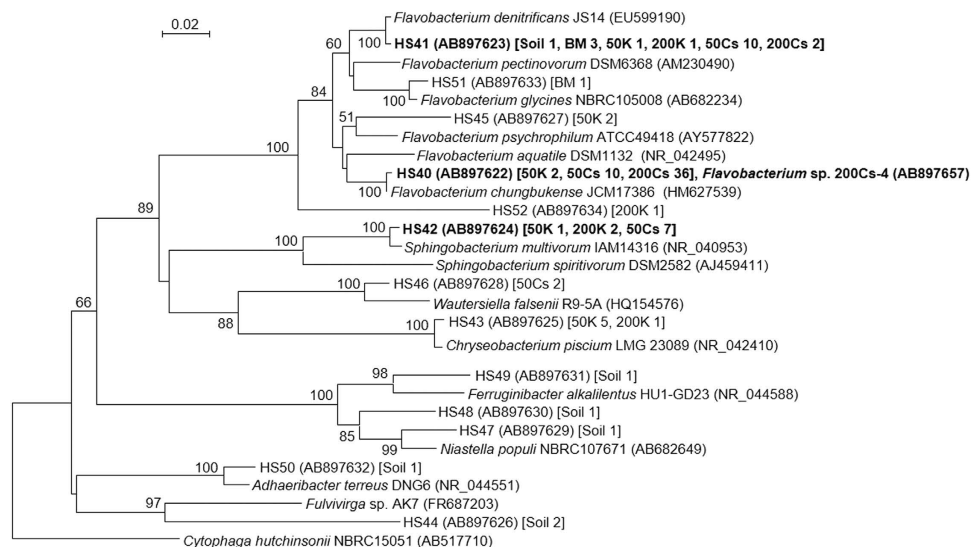 0.02
Flavobacterium denitrificans JS14 (EU599190)
60
100
HS41 (AB897623) [Soil 1, BM 3, 50K 1, 200K 1, 50Cs 10, 200Cs 2]
Flavobacterium pectinovorum DSM6368 (AM230490)
HS51 (AB897633) [BM 1]
84
100
Flavobacterium glycines NBRC105008 (AB682234)
51
HS45 (AB897627) [50K 2]
Flavobacterium psychrophilum ATCC49418 (AY577822)
100
Flavobacterium aquatile DSM1132 (NR_042495)
HS40 (AB897622) [50K 2, 50Cs 10, 200Cs 36], Flavobacterium sp. 200Cs-4 (AB897657)
100
Flavobacterium chungbukense JCM17386 (HM627539)
89
HS52 (AB897634) [200K 1]
100
HS42 (AB897624) [50K 1, 200K 2, 50Cs 7]
100
Sphingobacterium multivorum IAM14316 (NR_040953)
Sphingobacterium spiritivorum DSM2582 (AJ459411)
100
HS46 (AB897628) [50Cs 2]
66
Wautersiella falsenii R9-5A (HQ154576)
88
100
HS43 (AB897625) [50K 5, 200K 1]
Chryseobacterium piscium LMG 23089 (NR_042410)
98
HS49 (AB897631) [Soil 1]
100
Ferruginibacter alkalilentus HU1-GD23 (NR_044588)
HS48 (AB897630) [Soil 1]
85
HS47 (AB897629) [Soil 1]
99
Niastella populi NBRC107671 (AB682649)
100
HS50 (AB897632) [Soil 1]
Adhaeribacter terreus DNG6 (NR_044551)
97
Fulvivirga sp. AK7 (FR687203)
HS44 (AB897626) [Soil 2]
Cytophaga hutchinsonii NBRC15051 (AB517710)